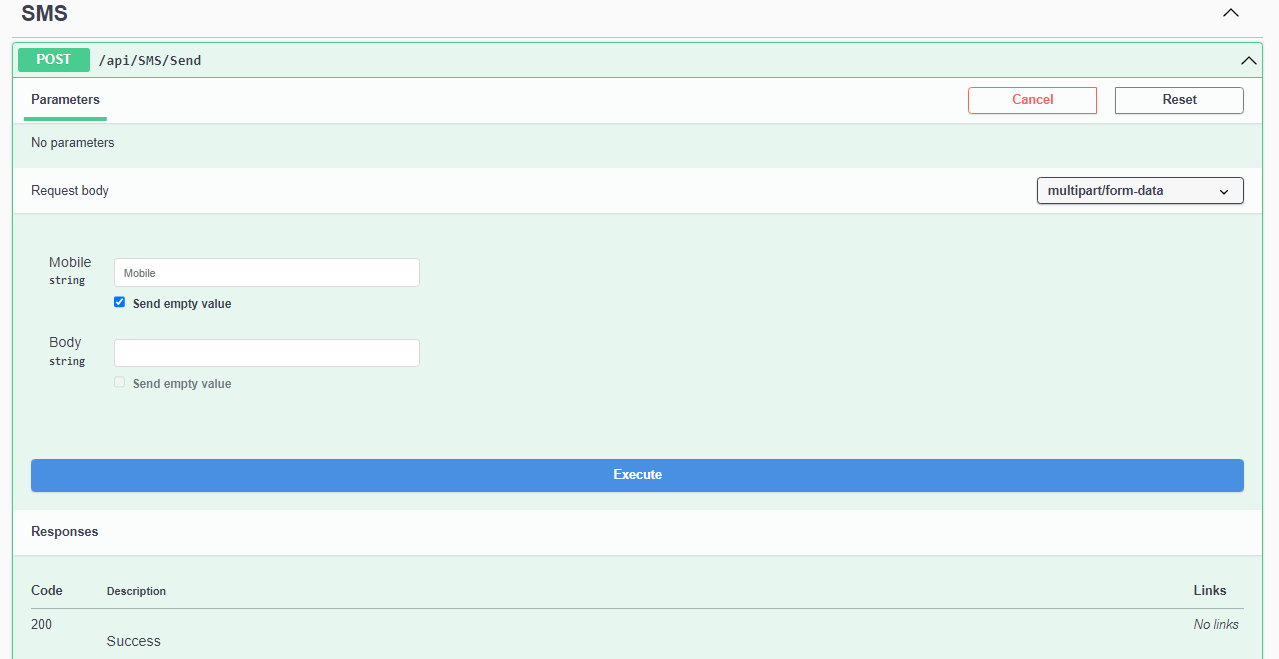 SMS
POST /api/SMS/Send
Parameters Cancel Reset
No parameters
Request body multipart/form-data
Mobile
string
Mobile
Send empty value
Body
string
Send empty value
Execute
Responses
Code Description Links
200 No links
Success